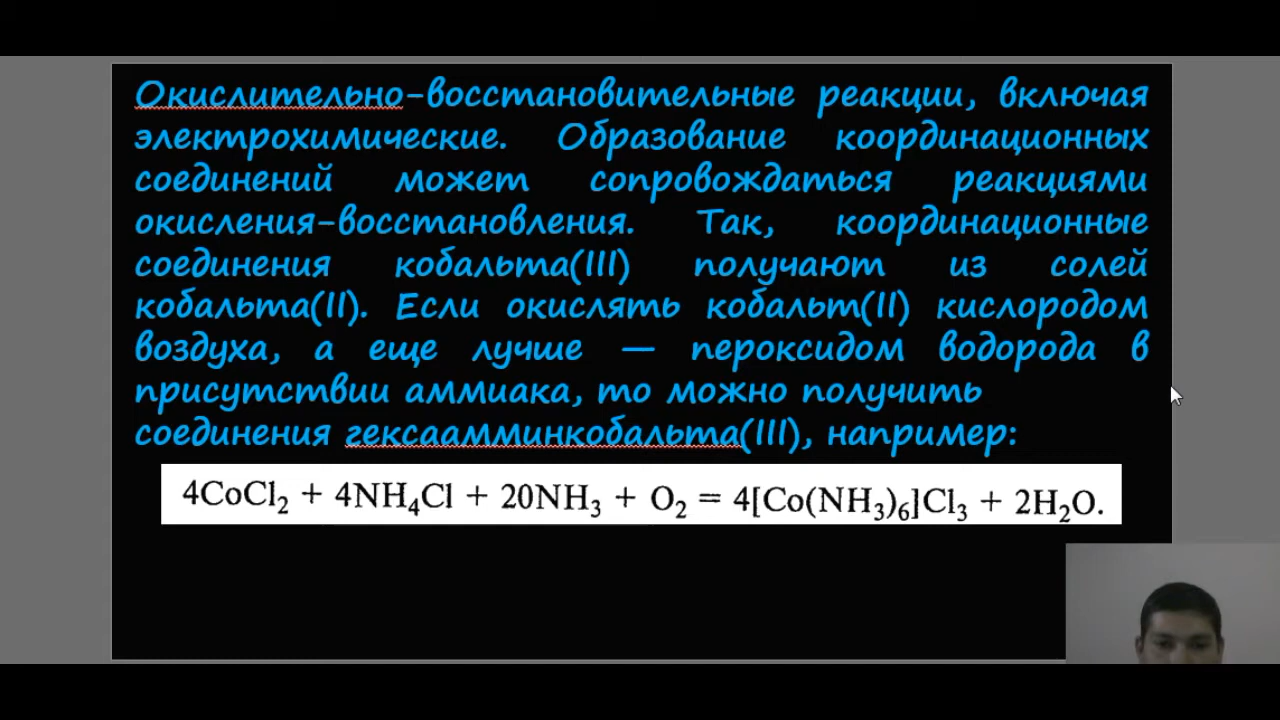 Окислительно-восстановительные реакции, включая
электрохимические. Образование координационных
соединений может сопровождаться реакциями
окисления-восстановления. Так, координационные
соединения кобальта(III) получают из солей
кобальта(II). Если окислять кобальт(II) кислородом
воздуха, а еще лучше — пероксидом водорода в
присутствии аммиака, то можно получить
соединения гексаамминкобальта(III), например:
4CoCl₂ + 4NH₄Cl + 20NH₃ + O₂ = 4[Co(NH₃)₆]Cl₃ + 2H₂O.